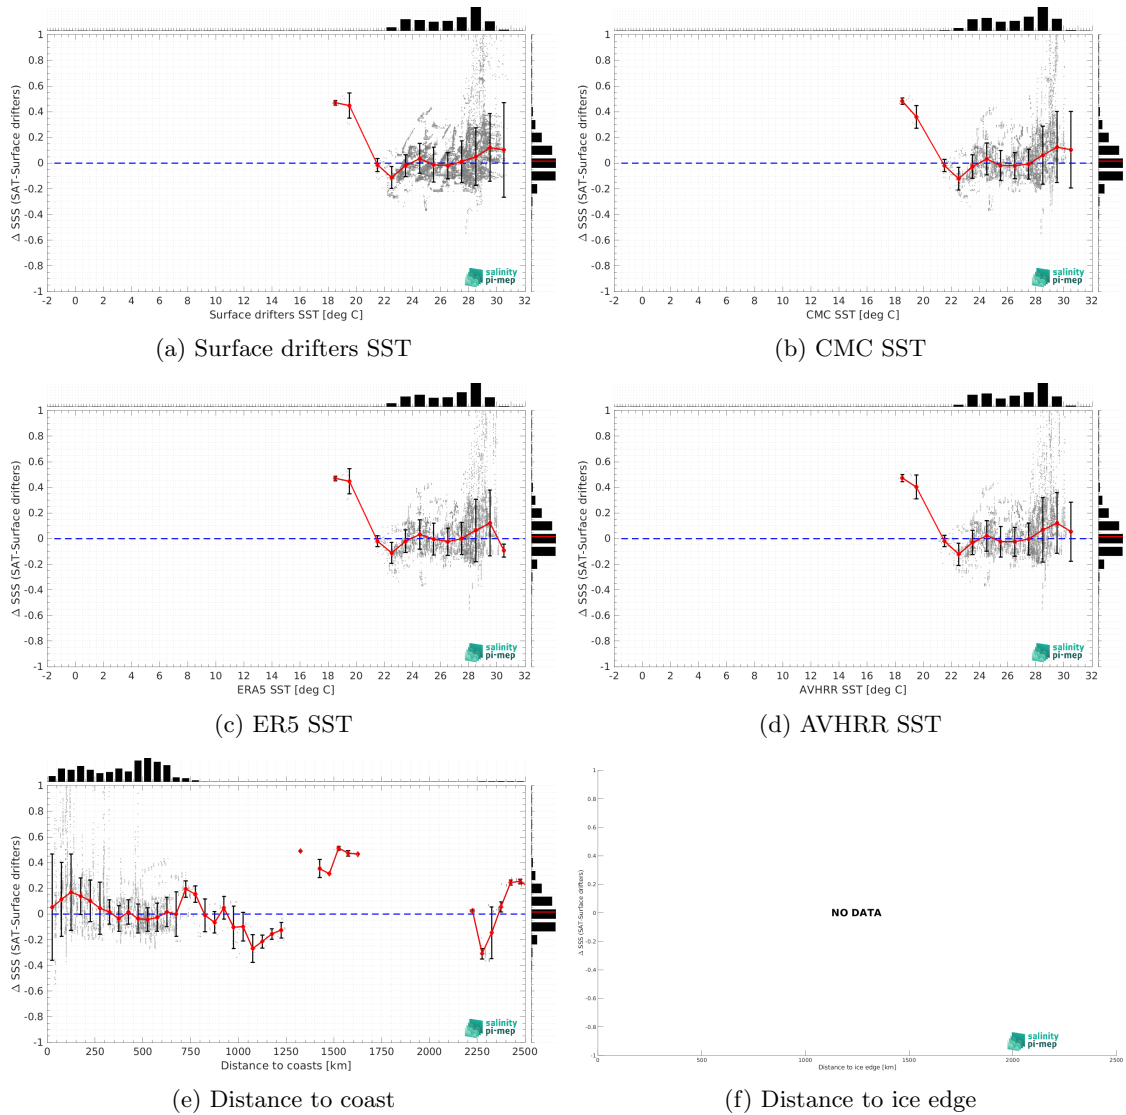 1
0.8
0.6
0.4
0.2
0
-0.2
-0.4
-0.6
-0.8
-1
Δ SSS (SAT-Surface drifters)
salinity
pi-mep
-2 0 2 4 6 8 10 12 14 16 18 20 22 24 26 28 30 32
Surface drifters SST [deg C]
(a) Surface drifters SST
1
0.8
0.6
0.4
0.2
0
-0.2
-0.4
-0.6
-0.8
-1
Δ SSS (SAT-Surface drifters)
salinity
pi-mep
-2 0 2 4 6 8 10 12 14 16 18 20 22 24 26 28 30 32
CMC SST [deg C]
(b) CMC SST
1
0.8
0.6
0.4
0.2
0
-0.2
-0.4
-0.6
-0.8
-1
Δ SSS (SAT-Surface drifters)
salinity
pi-mep
-2 0 2 4 6 8 10 12 14 16 18 20 22 24 26 28 30 32
ERA5 SST [deg C]
(c) ER5 SST
1
0.8
0.6
0.4
0.2
0
-0.2
-0.4
-0.6
-0.8
-1
Δ SSS (SAT-Surface drifters)
salinity
pi-mep
-2 0 2 4 6 8 10 12 14 16 18 20 22 24 26 28 30 32
AVHRR SST [deg C]
(d) AVHRR SST
1
0.8
0.6
0.4
0.2
0
-0.2
-0.4
-0.6
-0.8
-1
Δ SSS (SAT-Surface drifters)
salinity
pi-mep
0 250 500 750 1000 1250 1500 1750 2000 2250 2500
Distance to coasts [km]
(e) Distance to coast
1
0.8
0.6
0.4
0.2
0
-0.2
-0.4
-0.6
-0.8
-1
Δ SSS (SAT-Surface drifters)
NO DATA
salinity
pi-mep
0 500 1000 1500 2000 2500
Distance to ice edge [km]
(f) Distance to ice edge